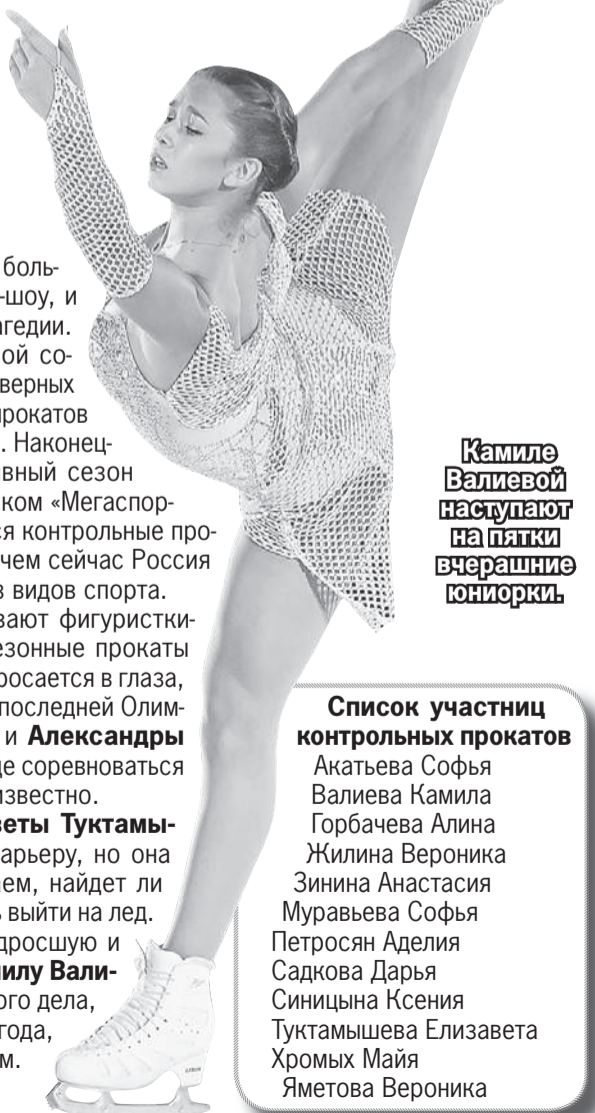 боль-
-шоу, и
агедии.
ой со-
верных
прокатов
. Наконец-
вный сезон
ком «Мегаспор-
ся контрольные про-
чем сейчас Россия
з видов спорта.
вают фигуристки-
езонные прокаты
росается в глаза,
последней Олим-
и Александры
де соревноваться
известно.
веты Туктамы-
арьеру, но она
аем, найдет ли
ь выйти на лед.
дросшую и
милу Вали-
ого дела,
года,
м.
Камиле
Валиевой
наступают
на пятки
вчерашние
юниорки.
Список участниц
контрольных прокатов
Акатьева Софья
Валиева Камила
Горбачева Алина
Жилина Вероника
Зинина Анастасия
Муравьева Софья
Петросян Аделия
Садкова Дарья
Синицына Ксения
Туктамышева Елизавета
Хромых Майя
Яметова Вероника